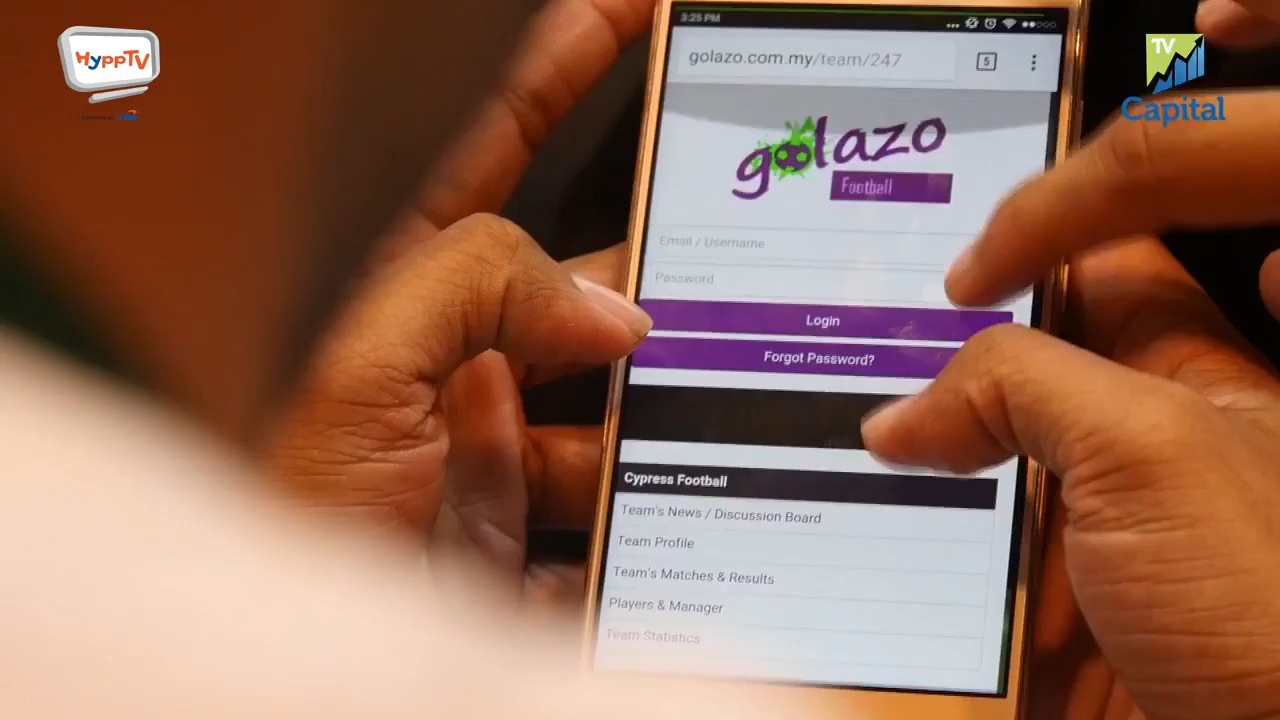 HyppTV
TV
Capital
3:25 PM
golazo.com.my/team/247
5
golazo
Football
Email / Username
Password
Login
Forgot Password?
Cypress Football
Team's News / Discussion Board
Team Profile
Team's Matches & Results
Players & Manager
Team Statistics